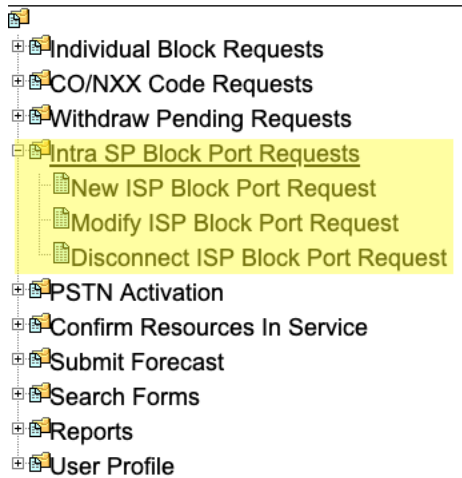 Individual Block Requests
CO/NXX Code Requests
Withdraw Pending Requests
Intra SP Block Port Requests
New ISP Block Port Request
Modify ISP Block Port Request
Disconnect ISP Block Port Request
PSTN Activation
Confirm Resources In Service
Submit Forecast
Search Forms
Reports
User Profile